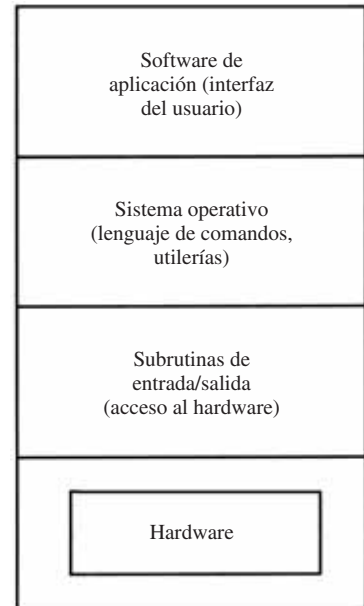 Software de
aplicación (interfaz
del usuario)
Sistema operativo
(lenguaje de comandos,
utilerías)
Subrutinas de
entrada/salida
(acceso al hardware)
Hardware